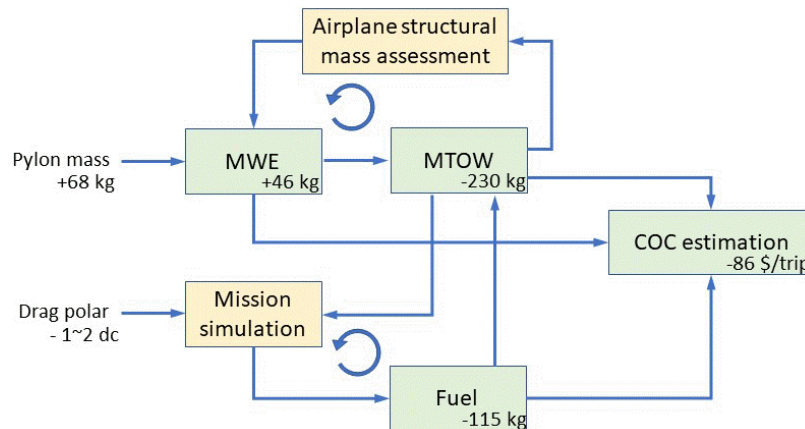 Airplane structural
mass assessment
Pylon mass
+68 kg
MWE
+46 kg
MTOW
-230 kg
COC estimation
-86 $/trip
Drag polar
- 1~2 dc
Mission
simulation
Fuel
-115 kg